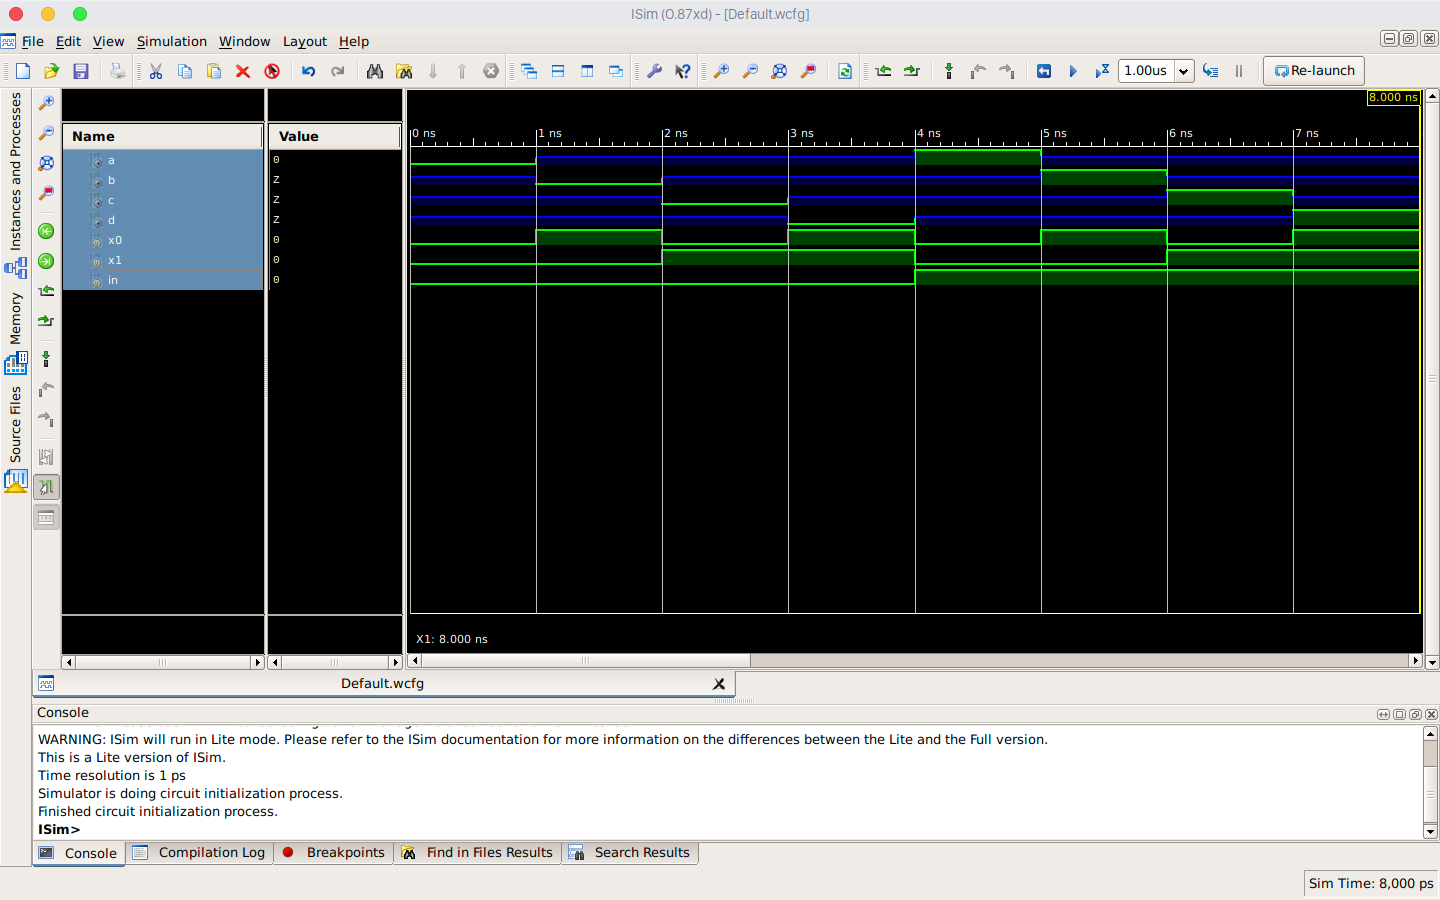 ISim (0.87xd) - [Default.wcfg]
File Edit View Simulation Window Layout Help
1.00us Re-launch
Instances and Processes
Memory
Source Files
Name Value
8.000 ns
0 ns 1 ns 2 ns 3 ns 4 ns 5 ns 6 ns 7 ns
a 0
b Z
c Z
d Z
x0 0
x1 0
in 0
X1: 8.000 ns
Default.wcfg
Console
WARNING: ISim will run in Lite mode. Please refer to the ISim documentation for more information on the differences between the Lite and the Full version.
This is a Lite version of ISim.
Time resolution is 1 ps
Simulator is doing circuit initialization process.
Finished circuit initialization process.
ISim>
Console Compilation Log Breakpoints Find in Files Results Search Results
Sim Time: 8,000 ps